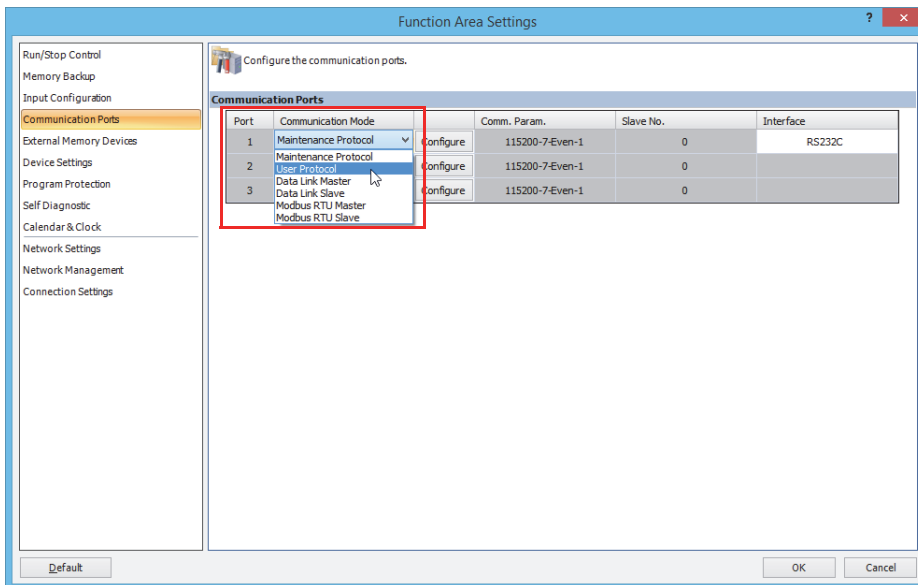 Function Area Settings
?
Run/Stop Control
Memory Backup
Input Configuration
Communication Ports
External Memory Devices
Device Settings
Program Protection
Self Diagnostic
Calendar & Clock
Network Settings
Network Management
Connection Settings
Configure the communication ports.
Communication Ports
Port Communication Mode Comm. Param. Slave No. Interface
1 Maintenance Protocol Configure 115200-7-Even-1 0 RS232C
2 Configure 115200-7-Even-1 0
3 Configure 115200-7-Even-1 0
Maintenance Protocol
User Protocol
Data Link Master
Data Link Slave
Modbus RTU Master
Modbus RTU Slave
Default OK Cancel